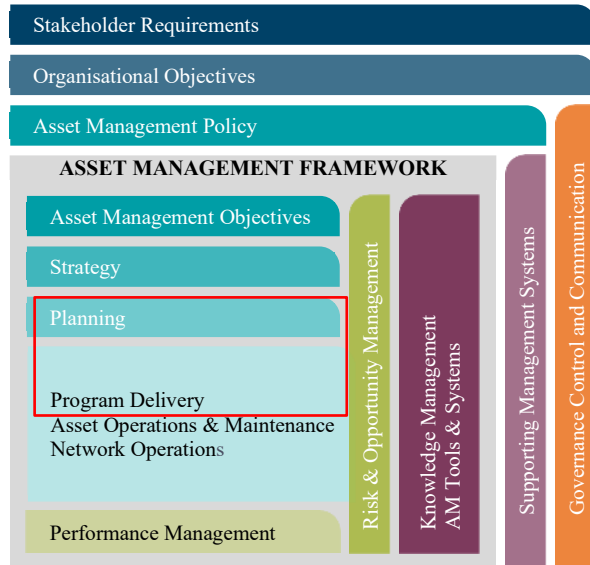 Stakeholder Requirements
Organisational Objectives
Asset Management Policy
ASSET MANAGEMENT FRAMEWORK
Asset Management Objectives
Strategy
Planning
Program Delivery
Asset Operations & Maintenance
Network Operations
Performance Management
Risk & Opportunity Management
Knowledge Management
AM Tools & Systems
Supporting Management Systems
Governance Control and Communication